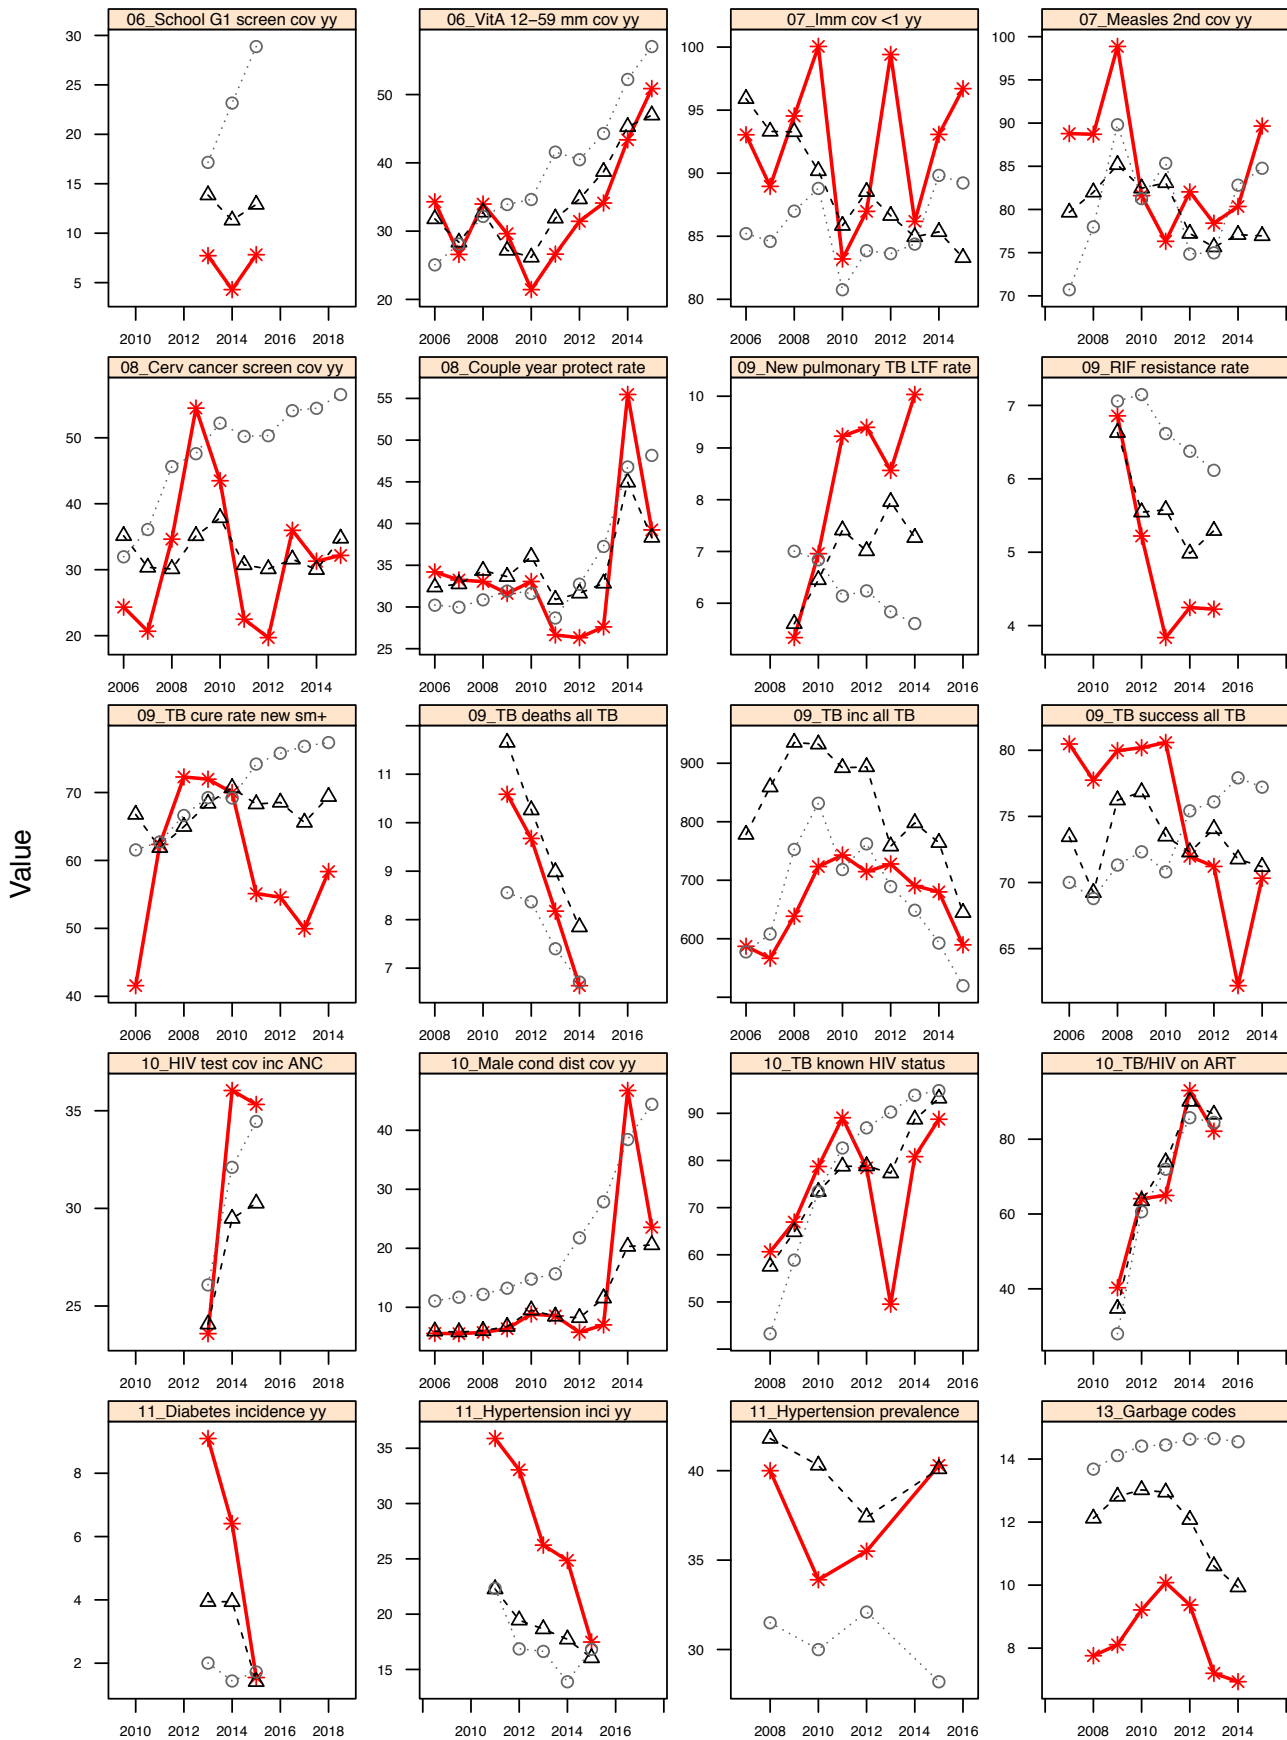 06_School G1 screen cov yy
06_VitA 12−59 mm cov yy
07_Imm cov <1 yy
07_Measles 2nd cov yy
30
25
20
15
10
5
2010 2012 2014 2016 2018
50
40
30
20
2006 2008 2010 2012 2014
100
95
90
85
80
2006 2008 2010 2012 2014
100
95
90
85
80
75
70
2008 2010 2012 2014
08_Cerv cancer screen cov yy
08_Couple year protect rate
09_New pulmonary TB LTF rate
09_RIF resistance rate
50
40
30
20
2006 2008 2010 2012 2014
55
50
45
40
35
30
25
2006 2008 2010 2012 2014
10
9
8
7
6
2008 2010 2012 2014 2016
7
6
5
4
2010 2012 2014 2016
09_TB cure rate new sm+
09_TB deaths all TB
09_TB inc all TB
09_TB success all TB
Value
70
60
50
40
2006 2008 2010 2012 2014
11
10
9
8
7
2010 2012 2014 2016
900
800
700
600
2006 2008 2010 2012 2014
80
75
70
65
2006 2008 2010 2012 2014
10_HIV test cov inc ANC
10_Male cond dist cov yy
10_TB known HIV status
10_TB/HIV on ART
35
30
25
2010 2012 2014 2016 2018
40
30
20
10
2006 2008 2010 2012 2014
90
80
70
60
50
2008 2010 2012 2014 2016
80
60
40
2010 2012 2014 2016
11_Diabetes incidence yy
11_Hypertension inci yy
11_Hypertension prevalence
13_Garbage codes
8
6
4
2
2010 2012 2014 2016 2018
35
30
25
20
15
2010 2012 2014 2016
40
35
30
2008 2010 2012 2014 2016
14
12
10
8
2008 2010 2012 2014